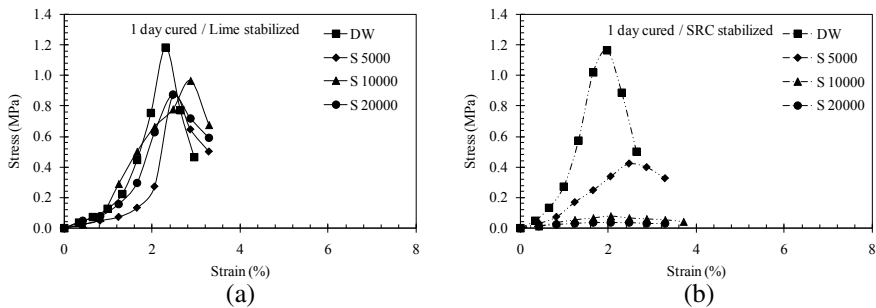 1 day cured / Lime stabilized
DW
S 5000
S 10000
S 20000
Stress (MPa)
1.4
1.2
1.0
0.8
0.6
0.4
0.2
0.0
0
2
4
6
8
Strain (%)
(a)
1 day cured / SRC stabilized
DW
S 5000
S 10000
S 20000
Stress (MPa)
1.4
1.2
1.0
0.8
0.6
0.4
0.2
0.0
0
2
4
6
8
Strain (%)
(b)